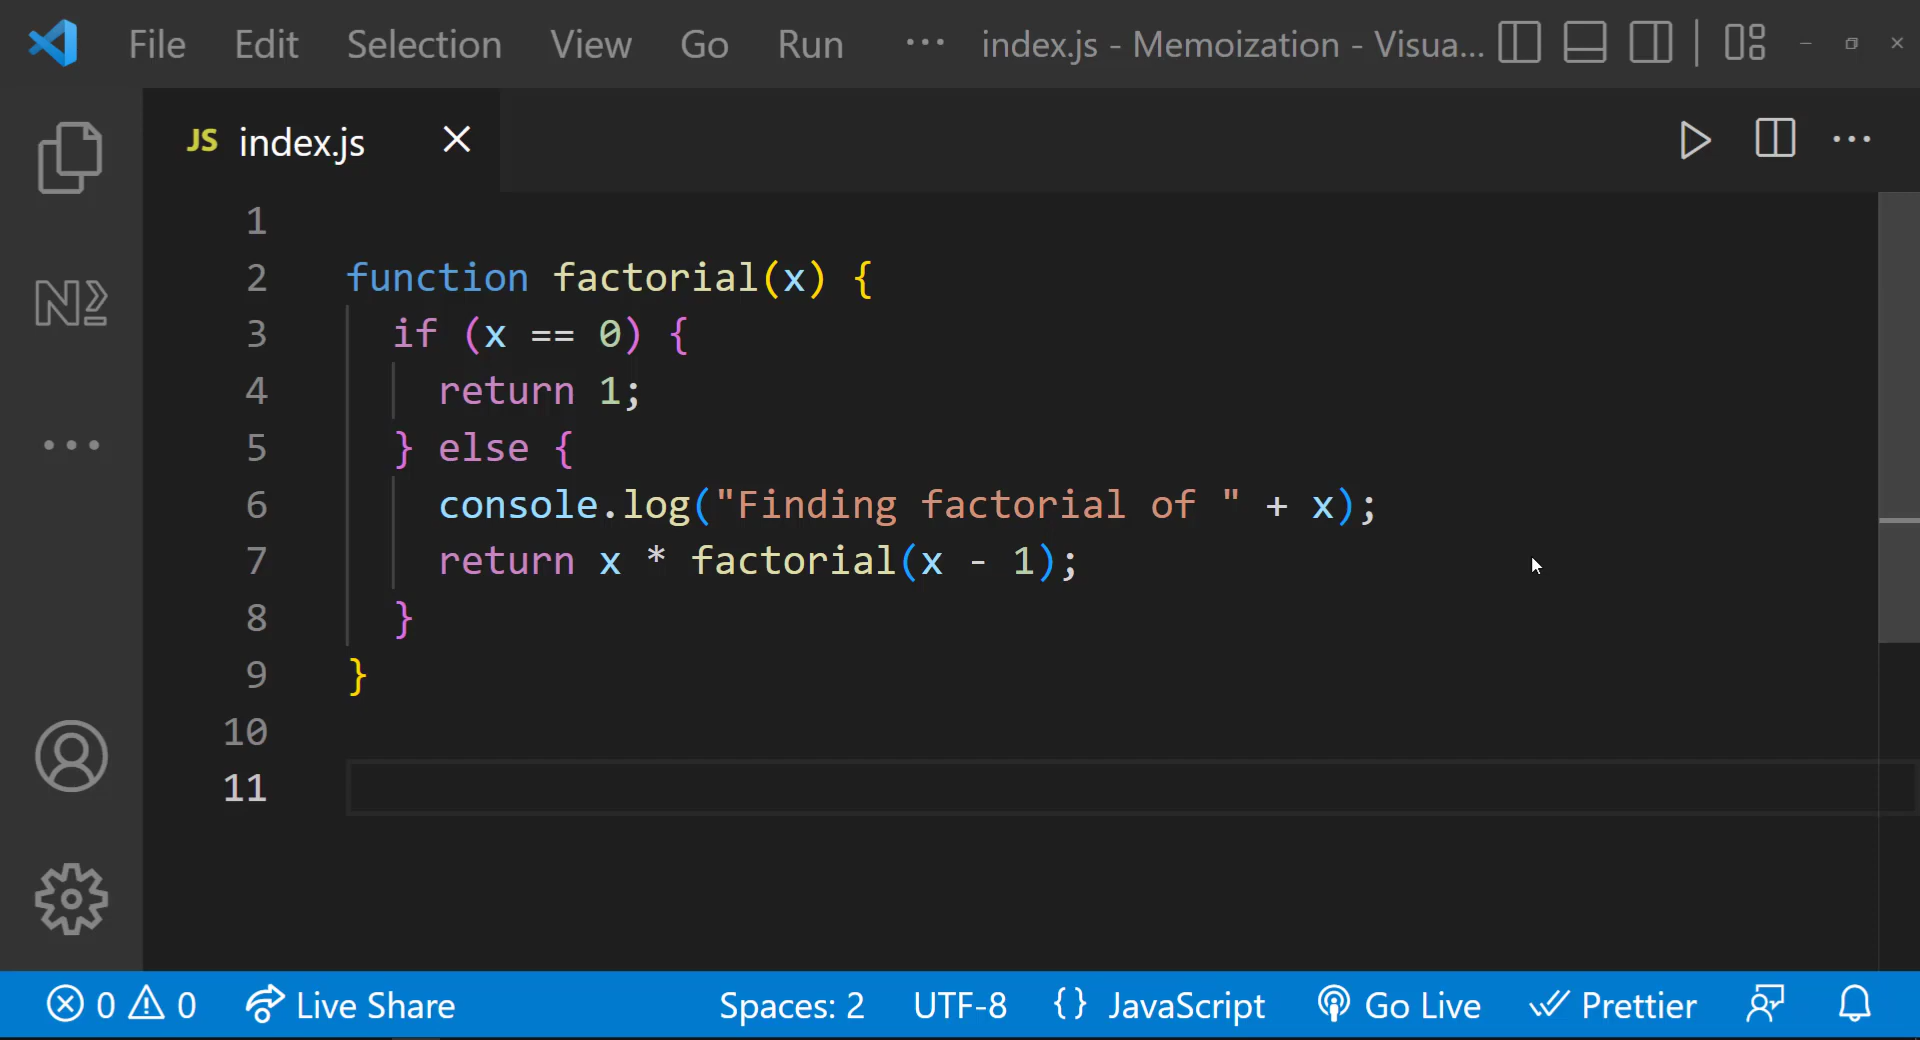 File Edit Selection View Go Run ··· index.js - Memoization - Visua...
JS index.js
1
2 function factorial(x) {
3 if (x == 0) {
4 return 1;
5 } else {
6 console.log("Finding factorial of " + x);
7 return x * factorial(x - 1);
8 }
9 }
10
11
0 0 Live Share Spaces: 2 UTF-8 {} JavaScript Go Live Prettier